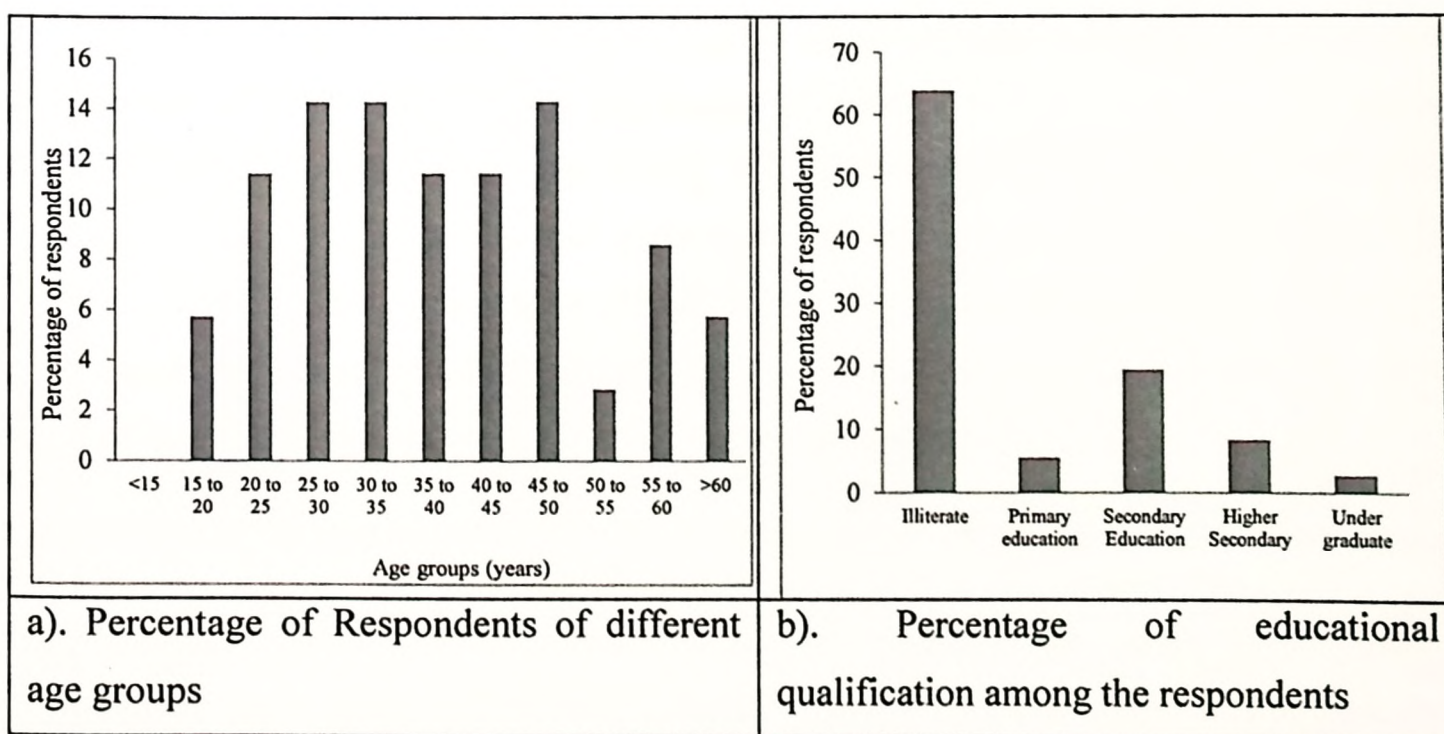 16
14
12
10
8
6
4
2
0
Percentage of respondents
<15
15 to
20
20 to
25
25 to
30
30 to
35
35 to
40
40 to
45
45 to
50
50 to
55
55 to
60
>60
Age groups (years)
70
60
50
40
30
20
10
0
Percentage of respondents
Illiterate
Primary
education
Secondary
Education
Higher
Secondary
Under
graduate
a). Percentage of Respondents of different
age groups
b). Percentage of educational
qualification among the respondents